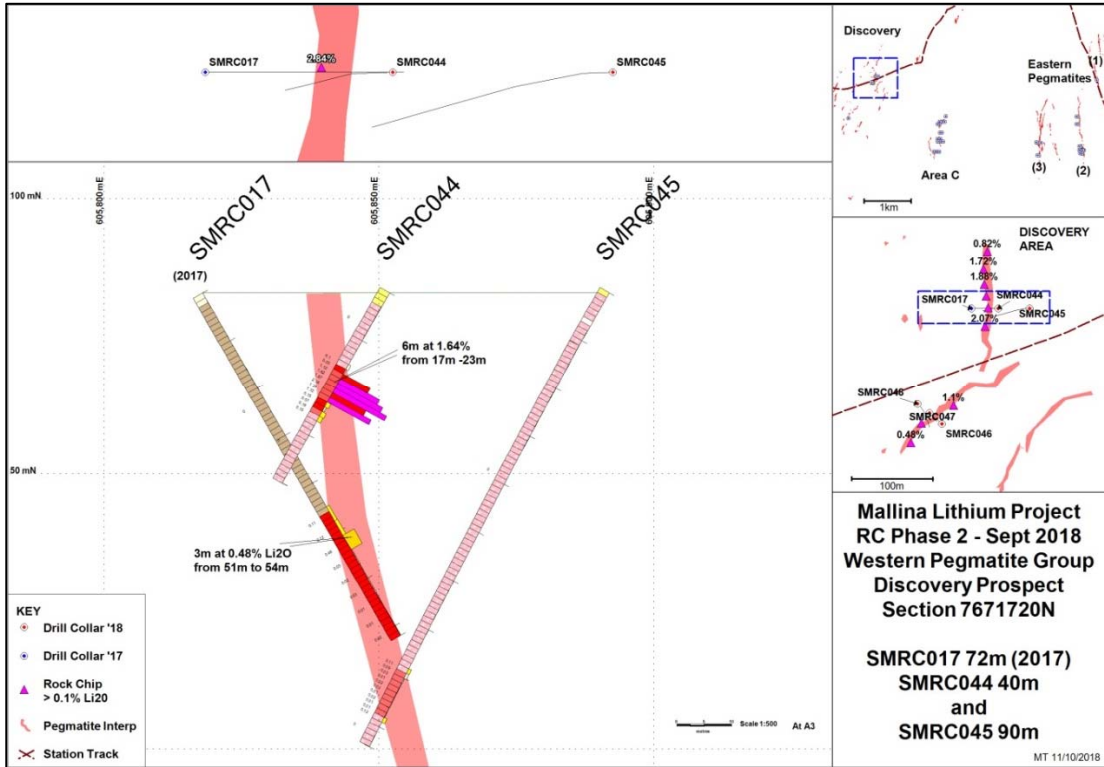 2.84%
SMRC017
SMRC044
SMRC045
605,800 mE
605,850 mE
100 mN
SMRC017
SMRC044
SMRC045
(2017)
6m at 1.64%
from 17m -23m
50 mN
3m at 0.48% Li2O
from 51m to 54m
KEY
Drill Collar '18
Drill Collar '17
Rock Chip
> 0.1% Li20
Pegmatite Interp
Station Track
Scale 1:500
At A3
Discovery
Eastern
Pegmatites
(1)
Area C
(3)
(2)
1km
DISCOVERY
AREA
0.82%
1.72%
1.88%
SMRC017
SMRC044
SMRC045
2.07%
SMRC046
1.1%
SMRC047
0.48%
SMRC046
100m
Mallina Lithium Project
RC Phase 2 - Sept 2018
Western Pegmatite Group
Discovery Prospect
Section 7671720N
SMRC017 72m (2017)
SMRC044 40m
and
SMRC045 90m
MT 11/10/2018